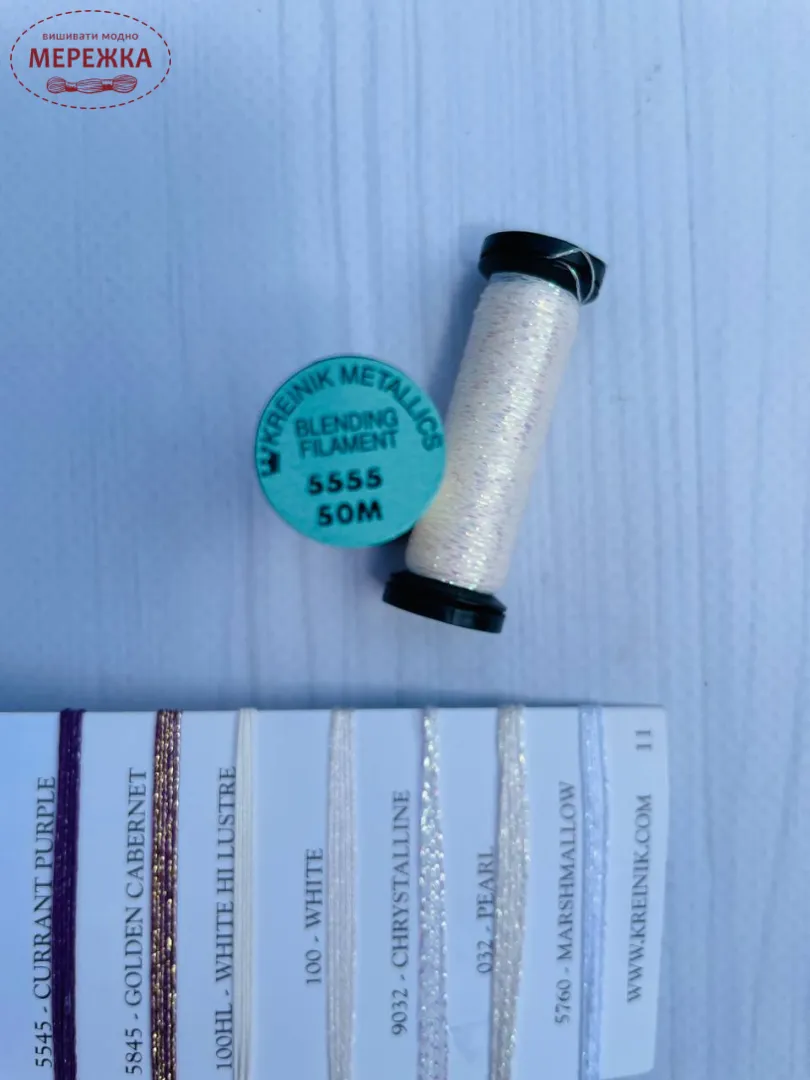 вишивати модно
МЕРЕЖКА
KREINIK METALLICS
BLENDING
FILAMENT
5555
50M
5545 - CURRANT PURPLE
5845 - GOLDEN CABERNET
100HL - WHITE HI LUSTRE
100 - WHITE
9032 - CHRYSTALLINE
032 - PEARL
5760 - MARSHMALLOW
WWW.KREINIK.COM 11